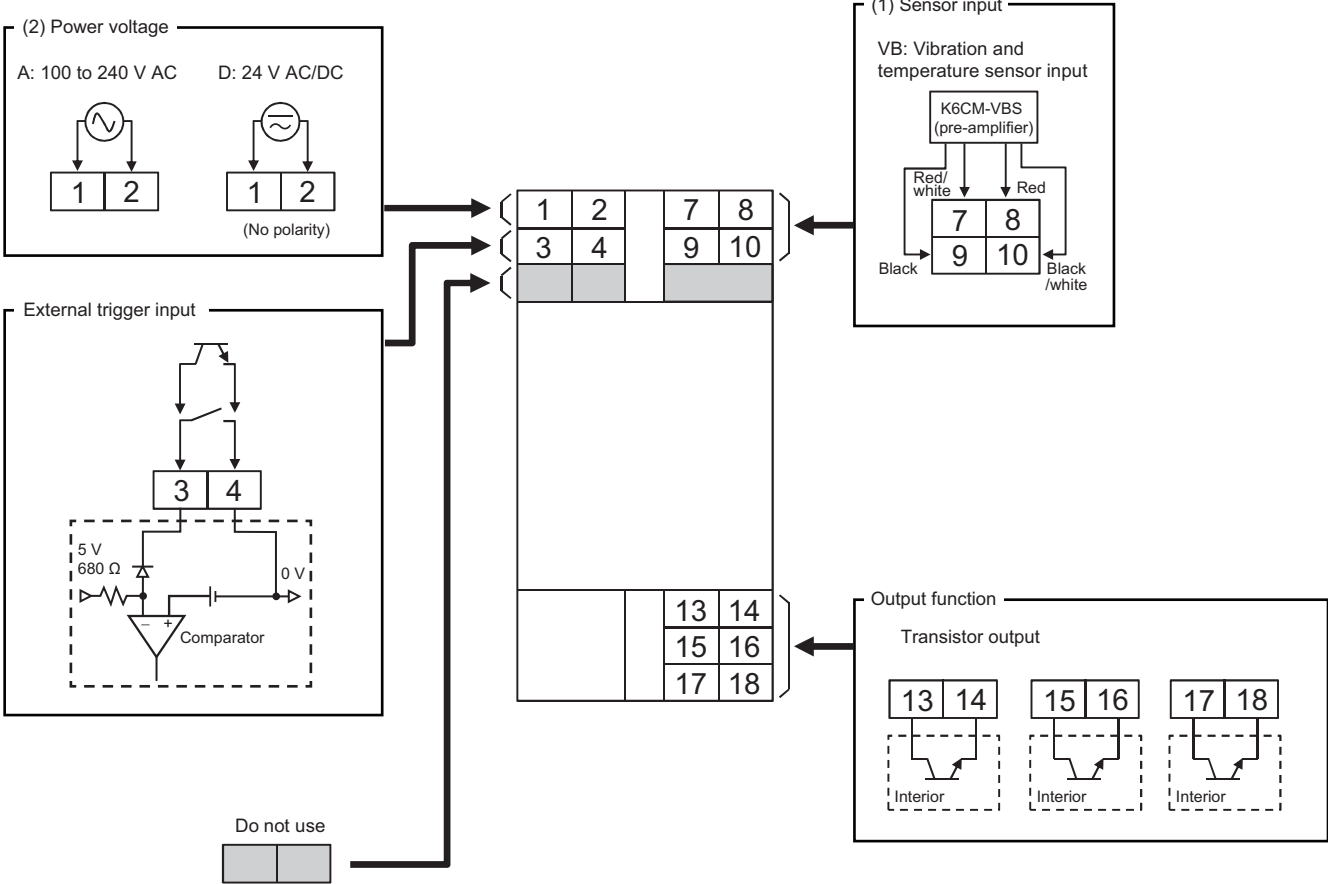 (2) Power voltage
A: 100 to 240 V AC
D: 24 V AC/DC
1 2
1 2
(No polarity)
External trigger input
3 4
5 V
680 Ω
0 V
− +
Comparator
Do not use
1 2 7 8
3 4 9 10
13 14
15 16
17 18
(1) Sensor input
VB: Vibration and
temperature sensor input
K6CM-VBS
(pre-amplifier)
Red/
white
Red
7 8
9 10
Black
Black
/white
Output function
Transistor output
13 14
15 16
17 18
Interior
Interior
Interior